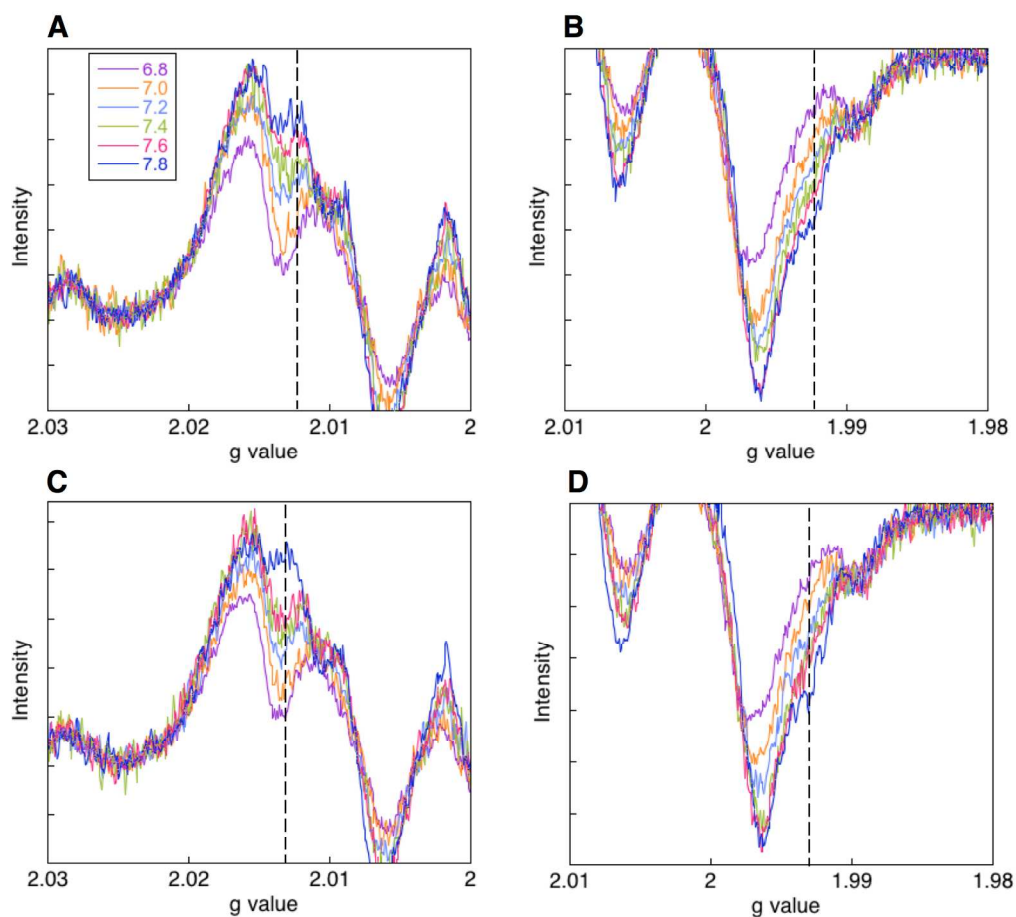 A
B
6.8
7.0
7.2
7.4
7.6
7.8
Intensity
Intensity
2.03
2.02
2.01
2
2.01
2
1.99
1.98
g value
g value
C
D
Intensity
Intensity
2.03
2.02
2.01
2
2.01
2
1.99
1.98
g value
g value